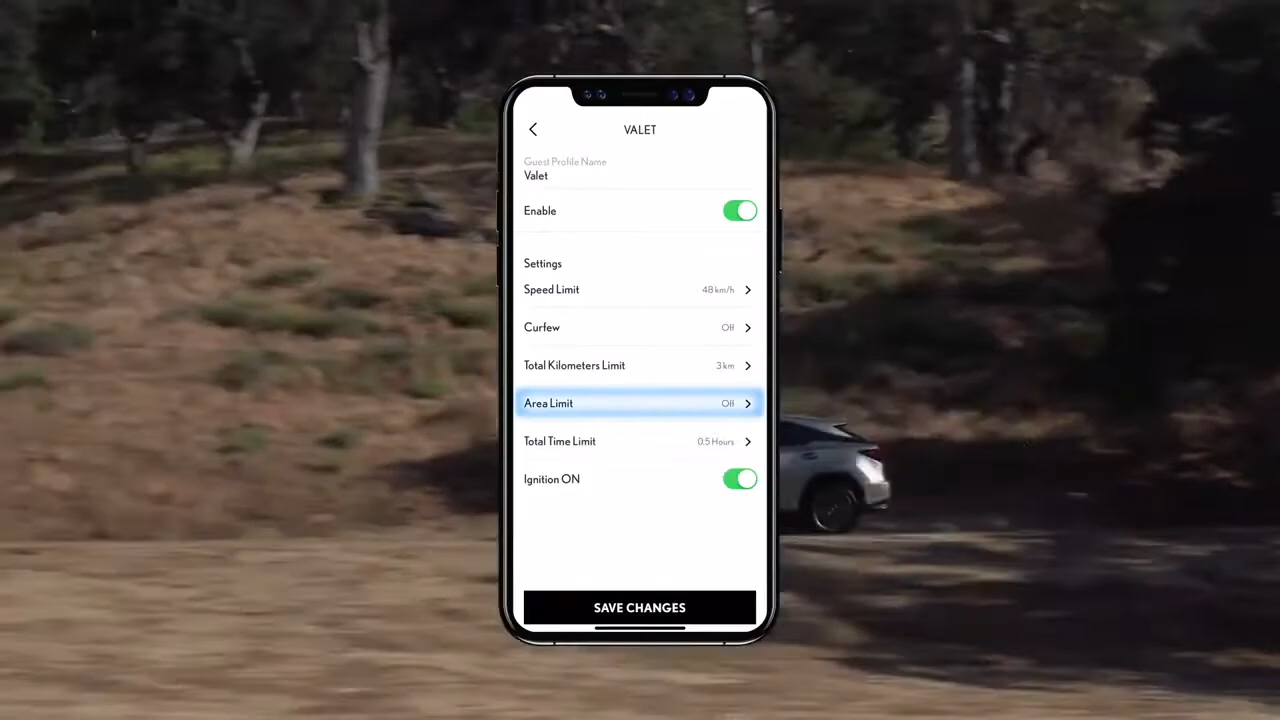 VALET
Guest Profile Name
Valet
Enable
Settings
Speed Limit 48 km/h
Curfew Off
Total Kilometers Limit 3 km
Area Limit Off
Total Time Limit 0.5 Hours
Ignition ON
SAVE CHANGES